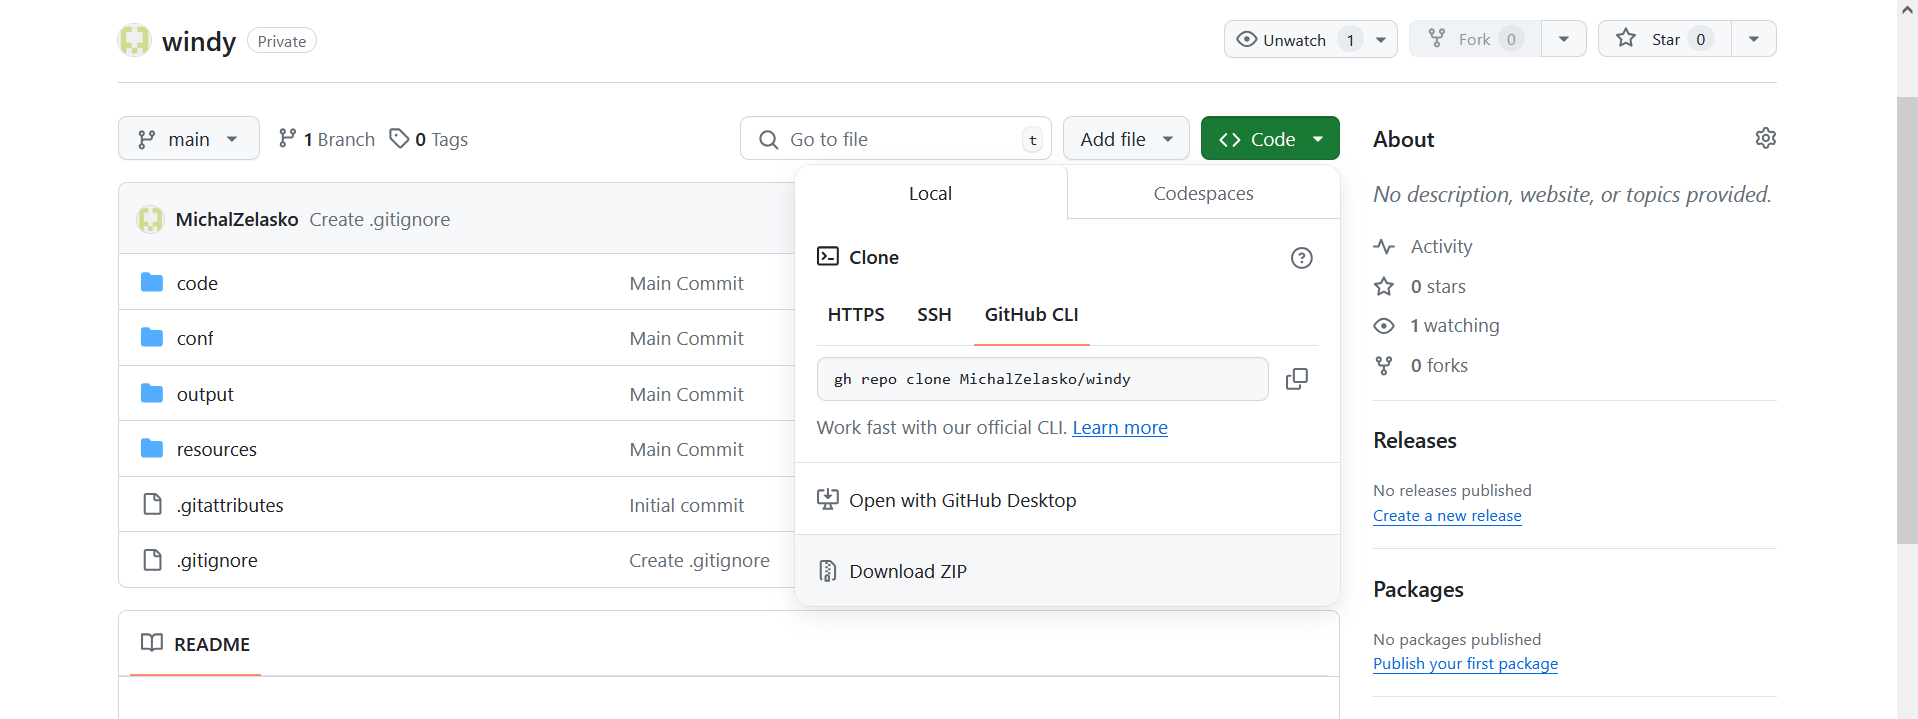 windy Private
Unwatch 1
Fork 0
Star 0
main
1 Branch
0 Tags
Go to file t
Add file
<> Code
MichalZelasko Create .gitignore
code Main Commit
conf Main Commit
output Main Commit
resources Main Commit
.gitattributes Initial commit
.gitignore Create .gitignore
Local Codespaces
Clone
HTTPS SSH GitHub CLI
gh repo clone MichalZelasko/windy
Work fast with our official CLI. Learn more
Open with GitHub Desktop
Download ZIP
README
About
No description, website, or topics provided.
Activity
0 stars
1 watching
0 forks
Releases
No releases published
Create a new release
Packages
No packages published
Publish your first package